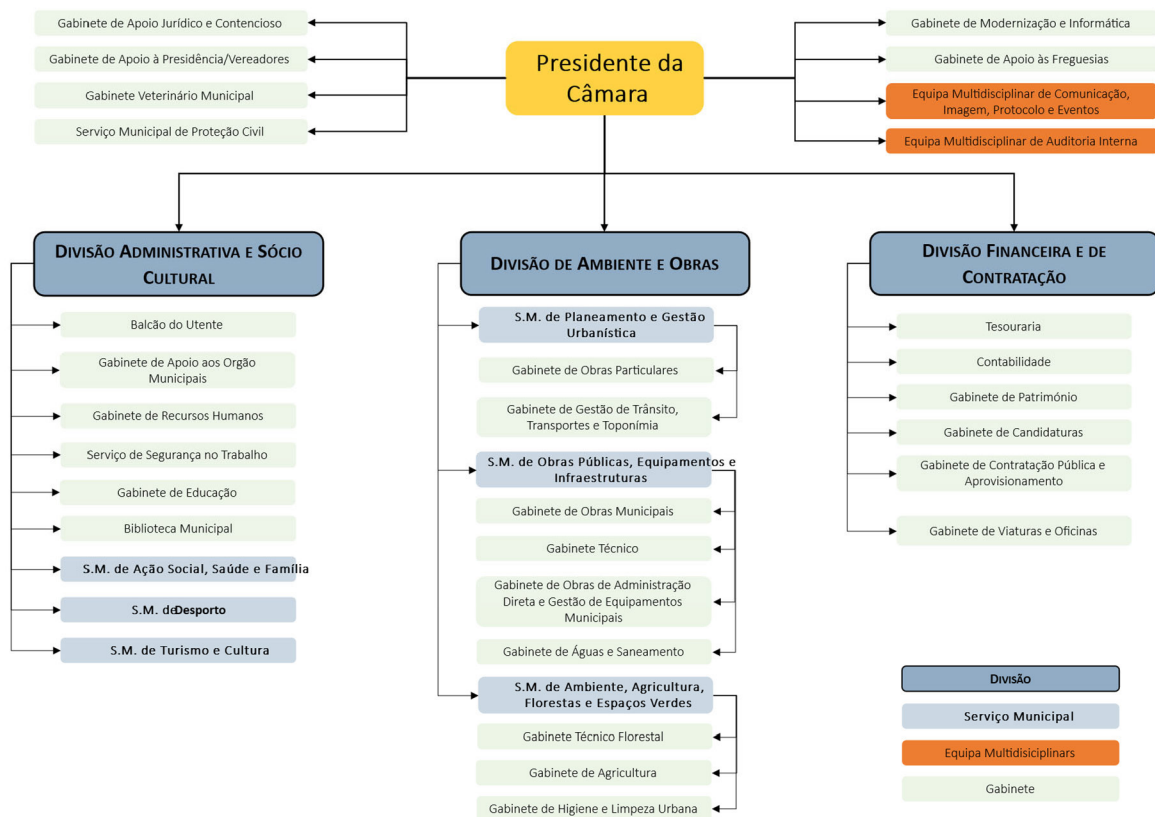 Gabinete de Apoio Jurídico e Contencioso
Gabinete de Apoio à Presidência/Vereadores
Gabinete Veterinário Municipal
Serviço Municipal de Proteção Civil
Presidente da
Câmara
Gabinete de Modernização e Informática
Gabinete de Apoio às Freguesias
Equipa Multidisciplinar de Comunicação,
Imagem, Protocolo e Eventos
Equipa Multidisciplinar de Auditoria Interna
DIVISÃO ADMINISTRATIVA E SÓCIO
CULTURAL
Balcão do Utente
Gabinete de Apoio aos Orgão
Municipais
Gabinete de Recursos Humanos
Serviço de Segurança no Trabalho
Gabinete de Educação
Biblioteca Municipal
S.M. de Ação Social, Saúde e Família
S.M. de Desporto
S.M. de Turismo e Cultura
DIVISÃO DE AMBIENTE E OBRAS
S.M. de Planeamento e Gestão
Urbanística
Gabinete de Obras Particulares
Gabinete de Gestão de Trânsito,
Transportes e Toponímia
S.M. de Obras Públicas, Equipamentos e
Infraestruturas
Gabinete de Obras Municipais
Gabinete Técnico
Gabinete de Obras de Administração
Direta e Gestão de Equipamentos
Municipais
Gabinete de Águas e Saneamento
S.M. de Ambiente, Agricultura,
Florestas e Espaços Verdes
Gabinete Técnico Florestal
Gabinete de Agricultura
Gabinete de Higiene e Limpeza Urbana
DIVISÃO FINANCEIRA E DE
CONTRATAÇÃO
Tesouraria
Contabilidade
Gabinete de Património
Gabinete de Candidaturas
Gabinete de Contratação Pública e
Aprovisionamento
Gabinete de Viaturas e Oficinas
DIVISÃO
Serviço Municipal
Equipa Multidisiciplinars
Gabinete